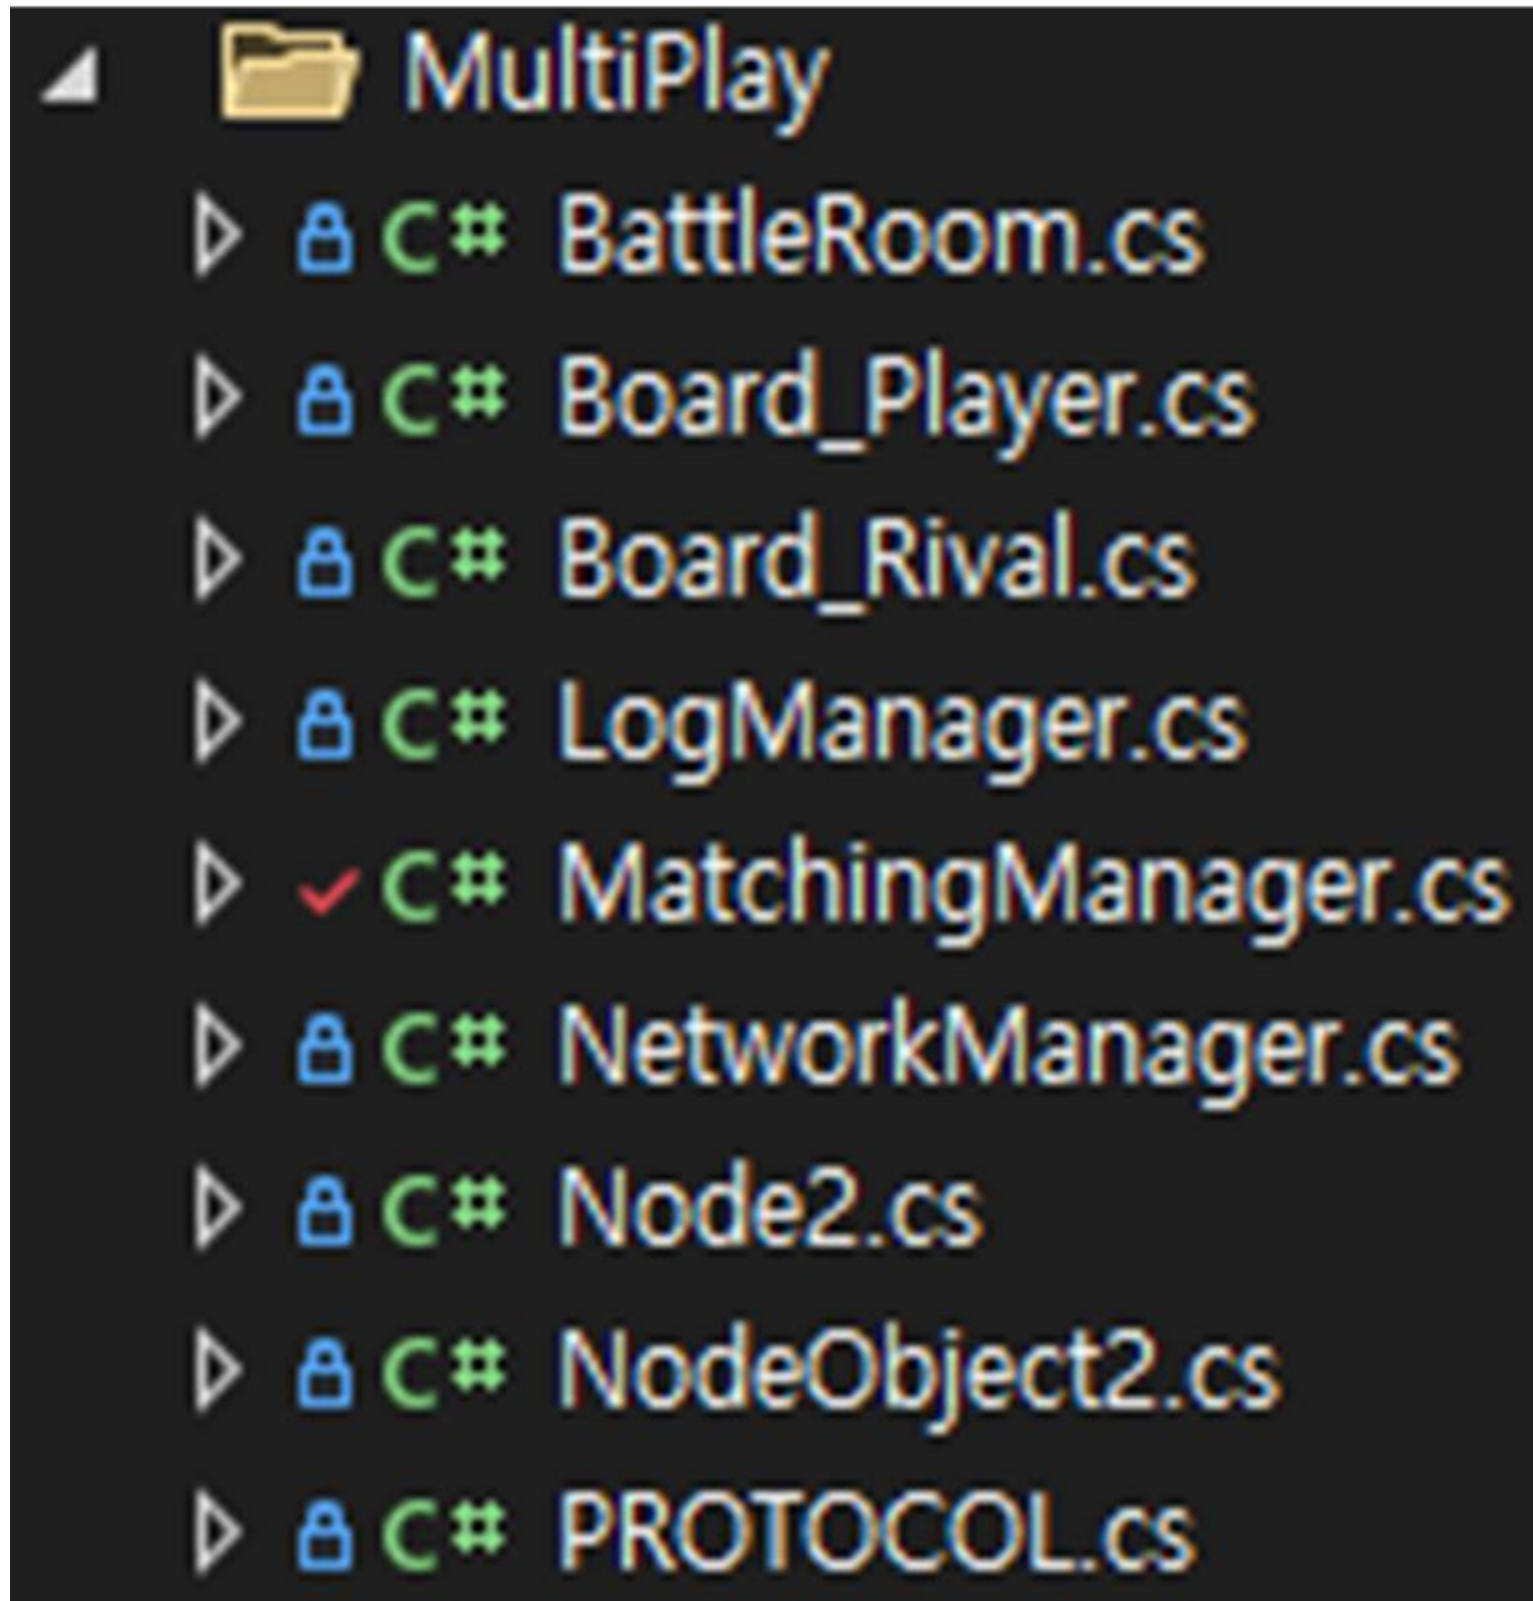 MultiPlay
C# BattleRoom.cs
C# Board_Player.cs
C# Board_Rival.cs
C# LogManager.cs
C# MatchingManager.cs
C# NetworkManager.cs
C# Node2.cs
C# NodeObject2.cs
C# PROTOCOL.cs